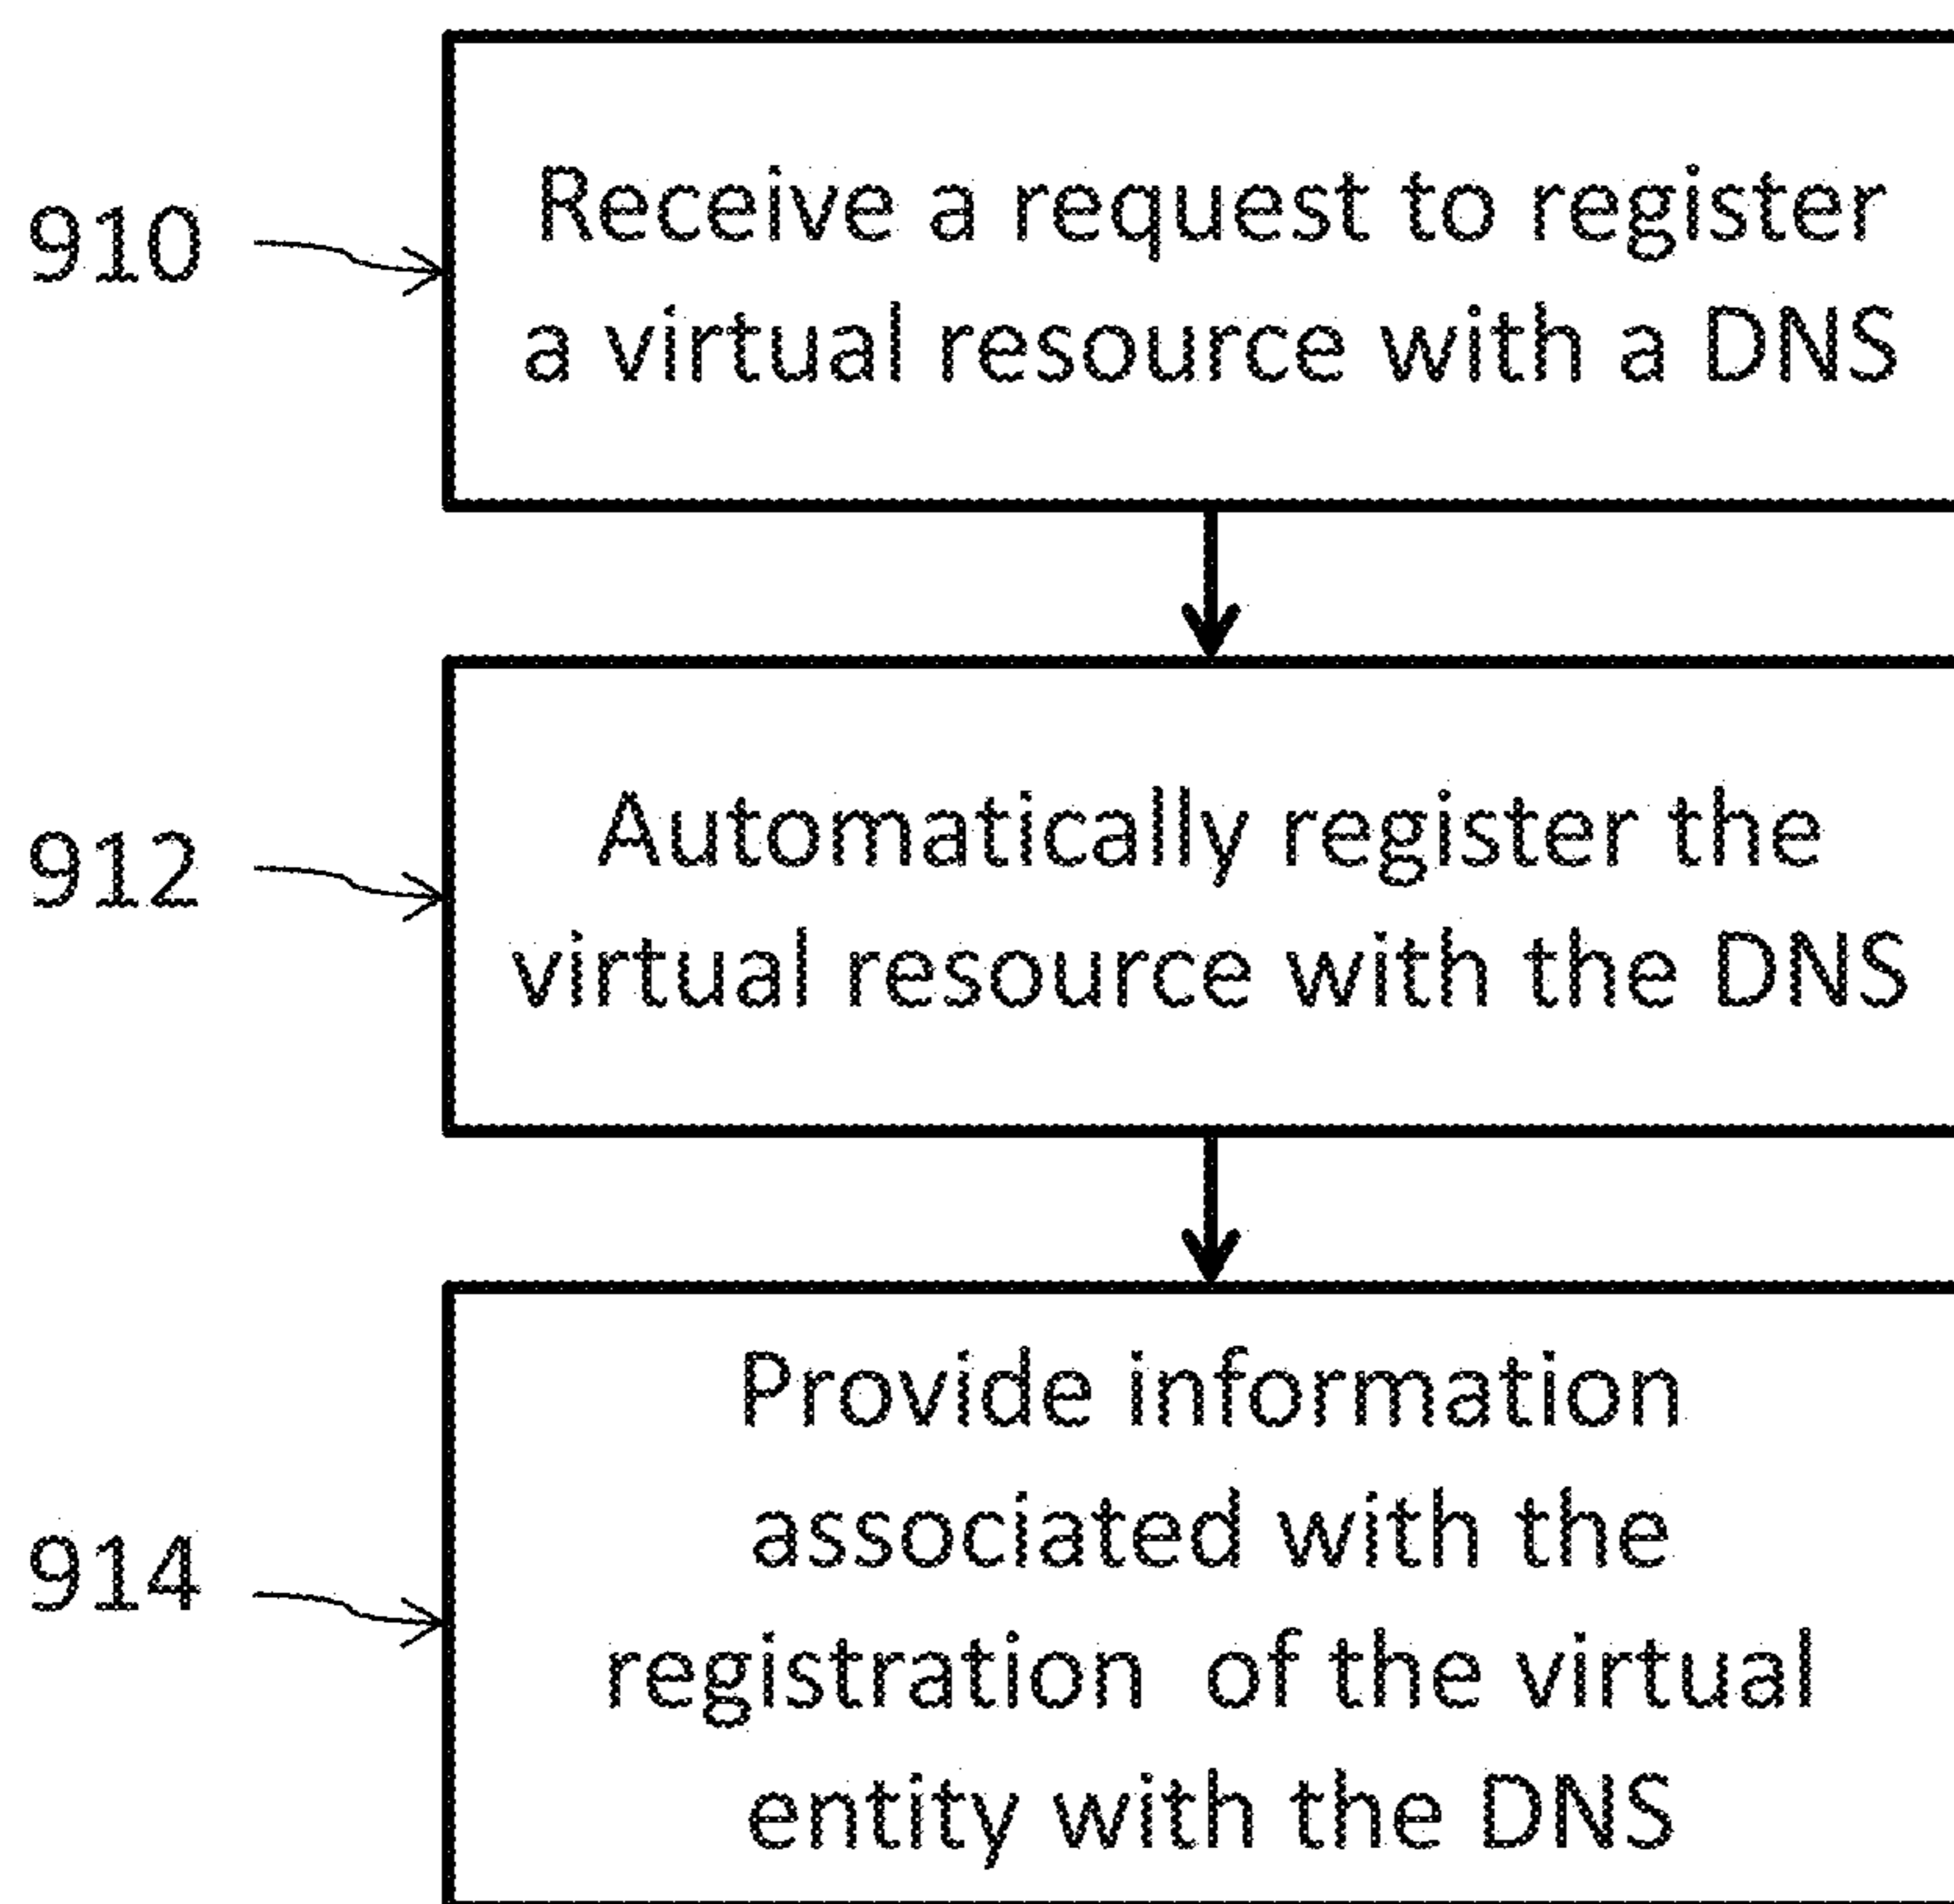 910
Receive a request to register
a virtual resource with a DNS
912
Automatically register the
virtual resource with the DNS
914
Provide information
associated with the
registration of the virtual
entity with the DNS